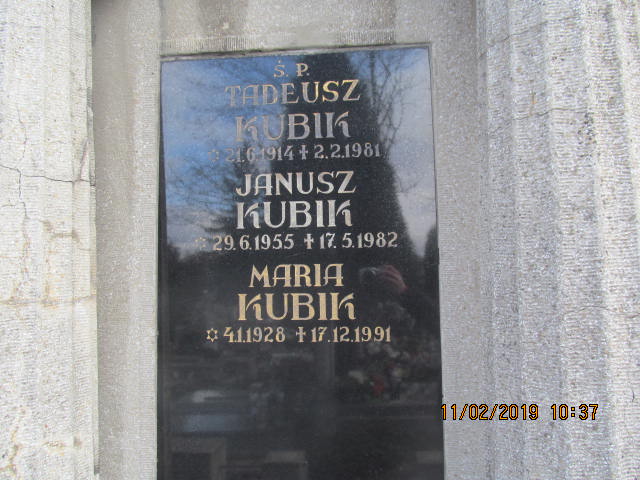 Ś. P.
TADEUSZ
KUBIK
✡ 21.6.1914 ✝ 2.2.1981
JANUSZ
KUBIK
✡ 29.6.1955 ✝ 17.5.1982
MARIA
KUBIK
✡ 4.1.1928 ✝ 17.12.1991
11/02/2019 10:37